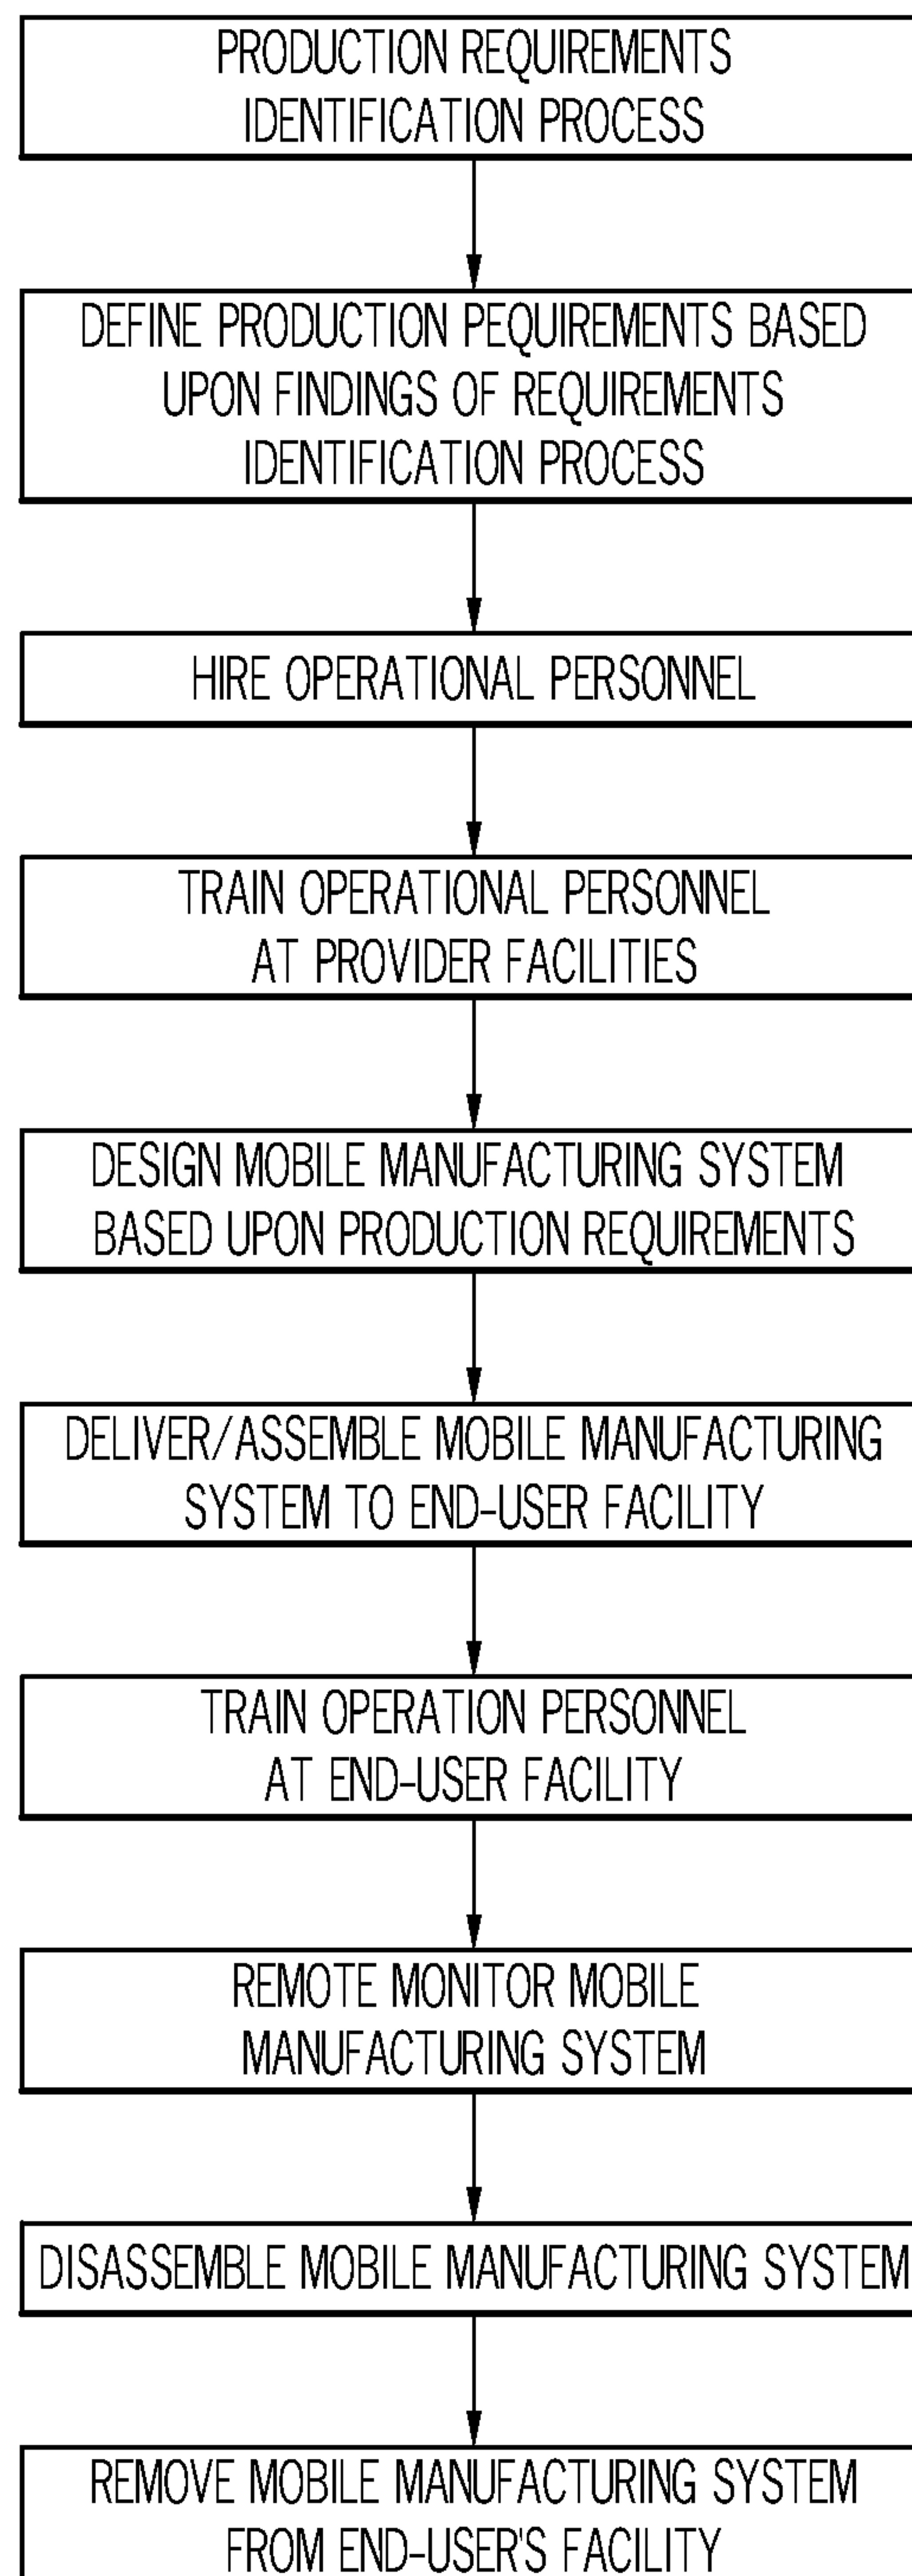 PRODUCTION REQUIREMENTS
IDENTIFICATION PROCESS
DEFINE PRODUCTION PEQUIREMENTS BASED
UPON FINDINGS OF REQUIREMENTS
IDENTIFICATION PROCESS
HIRE OPERATIONAL PERSONNEL
TRAIN OPERATIONAL PERSONNEL
AT PROVIDER FACILITIES
DESIGN MOBILE MANUFACTURING SYSTEM
BASED UPON PRODUCTION REQUIREMENTS
DELIVER/ASSEMBLE MOBILE MANUFACTURING
SYSTEM TO END-USER FACILITY
TRAIN OPERATION PERSONNEL
AT END-USER FACILITY
REMOTE MONITOR MOBILE
MANUFACTURING SYSTEM
DISASSEMBLE MOBILE MANUFACTURING SYSTEM
REMOVE MOBILE MANUFACTURING SYSTEM
FROM END-USER'S FACILITY